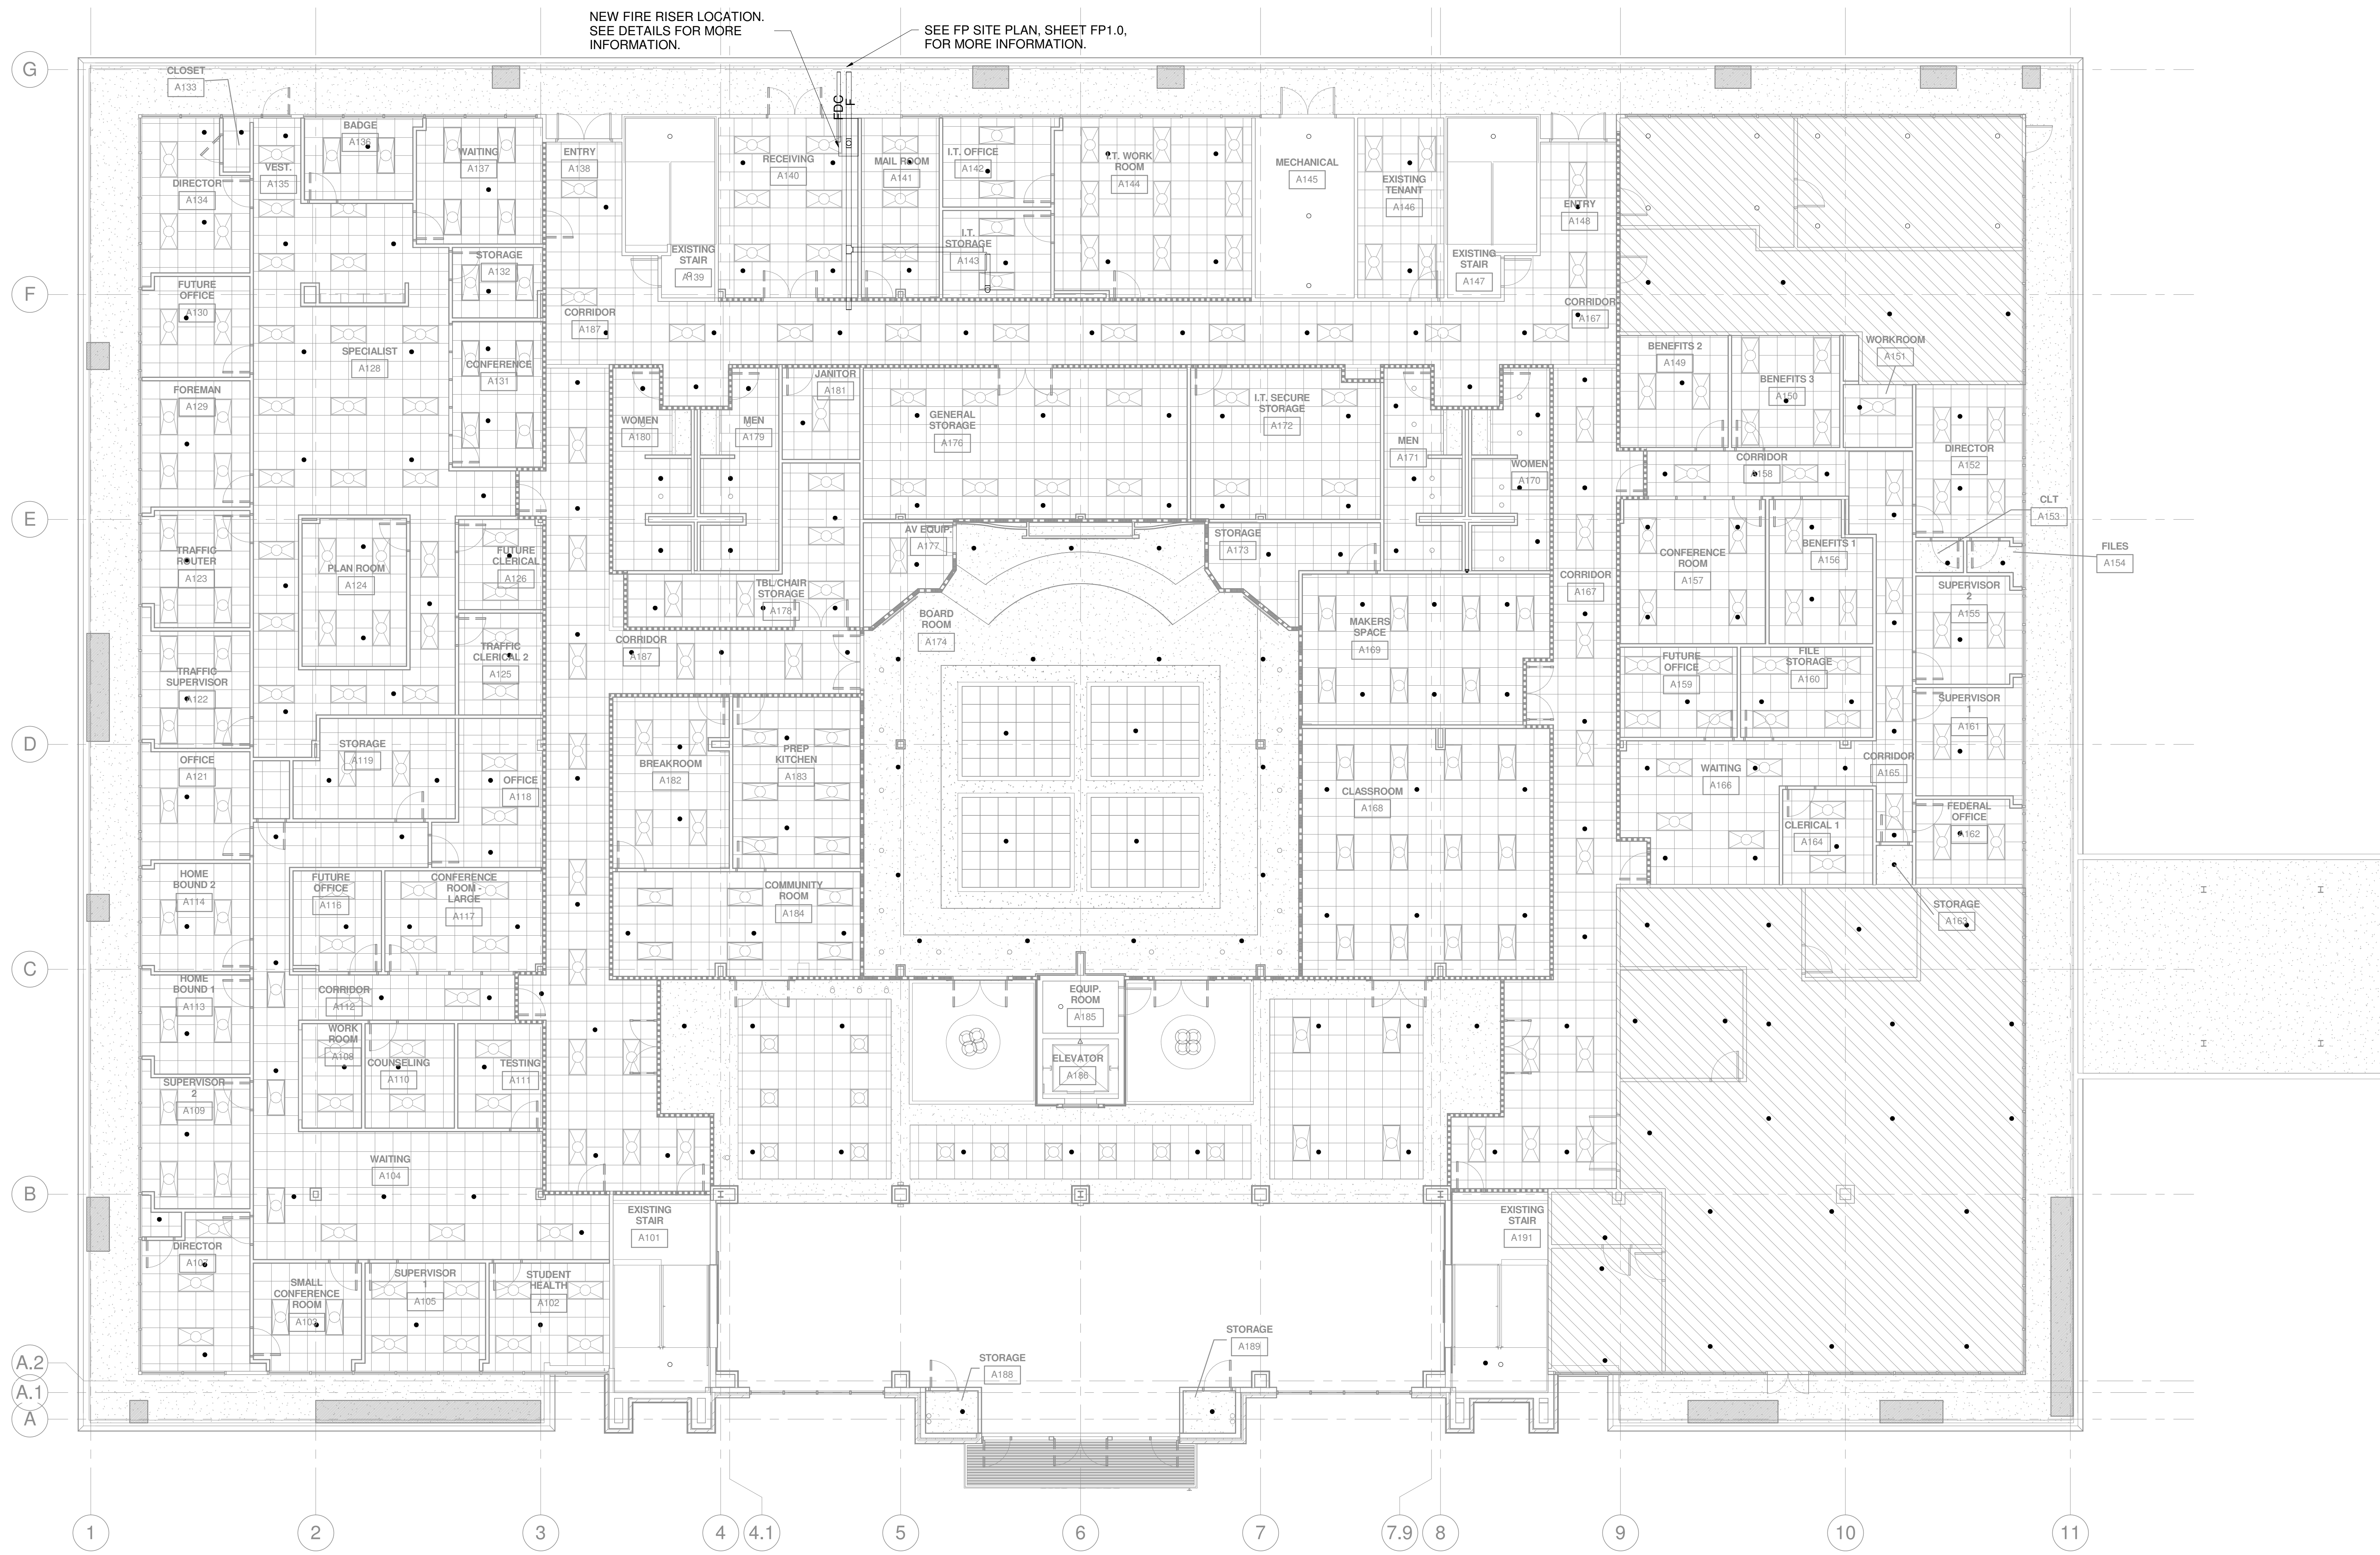 NEW FIRE RISER LOCATION.
SEE DETAILS FOR MORE
INFORMATION.
SEE FP SITE PLAN, SHEET FP1.0,
FOR MORE INFORMATION.
G
CLOSET
A133
FDC
F
BADGE
A136
WAITING
A137
ENTRY
A138
VEST.
A135
DIRECTOR
A134
RECEIVING
A140
MAIL ROOM
A141
I.T. OFFICE
A142
I.T. WORK
ROOM
A144
MECHANICAL
A145
EXISTING
TENANT
A146
ENTRY
A148
I.T.
STORAGE
A143
EXISTING
STAIR
A139
EXISTING
STAIR
A147
STORAGE
A132
F
FUTURE
OFFICE
A130
CORRIDOR
A187
CORRIDOR
A167
SPECIALIST
A128
CONFERENCE
A131
WORKROOM
A151
BENEFITS 2
A149
BENEFITS 3
A150
FOREMAN
A129
JANITOR
A181
WOMEN
A180
MEN
A179
GENERAL
STORAGE
A176
I.T. SECURE
STORAGE
A172
MEN
A171
WOMEN
A170
CORRIDOR
A158
DIRECTOR
A152
CLT
A153
E
TRAFFIC
ROUTER
A123
PLAN ROOM
A124
FUTURE
CLERICAL
A126
AV EQUIP.
A177
STORAGE
A173
CONFERENCE
ROOM
A157
BENEFITS 1
A156
FILES
A154
TBL/CHAIR
STORAGE
A178
CORRIDOR
A167
SUPERVISOR
2
A155
BOARD
ROOM
A174
MAKERS
SPACE
A169
CORRIDOR
A187
TRAFFIC
CLERICAL 2
A125
TRAFFIC
SUPERVISOR
A122
FUTURE
OFFICE
A159
FILE
STORAGE
A160
SUPERVISOR
1
A161
D
STORAGE
A119
OFFICE
A121
OFFICE
A118
BREAKROOM
A182
PREP
KITCHEN
A183
CLASSROOM
A168
WAITING
A166
CORRIDOR
A165
CLERICAL 1
A164
FEDERAL
OFFICE
A162
HOME
BOUND 2
A114
FUTURE
OFFICE
A116
CONFERENCE
ROOM -
LARGE
A117
COMMUNITY
ROOM
A184
STORAGE
A163
C
HOME
BOUND 1
A113
CORRIDOR
A112
EQUIP.
ROOM
A185
WORK
ROOM
A108
COUNSELING
A110
TESTING
A111
ELEVATOR
A186
SUPERVISOR
2
A109
WAITING
A104
B
EXISTING
STAIR
A101
EXISTING
STAIR
A191
DIRECTOR
A107
SMALL
CONFERENCE
ROOM
A103
SUPERVISOR
1
A105
STUDENT
HEALTH
A102
STORAGE
A189
STORAGE
A188
A.2
A.1
A
1
2
3
4
4.1
5
6
7
7.9
8
9
10
11